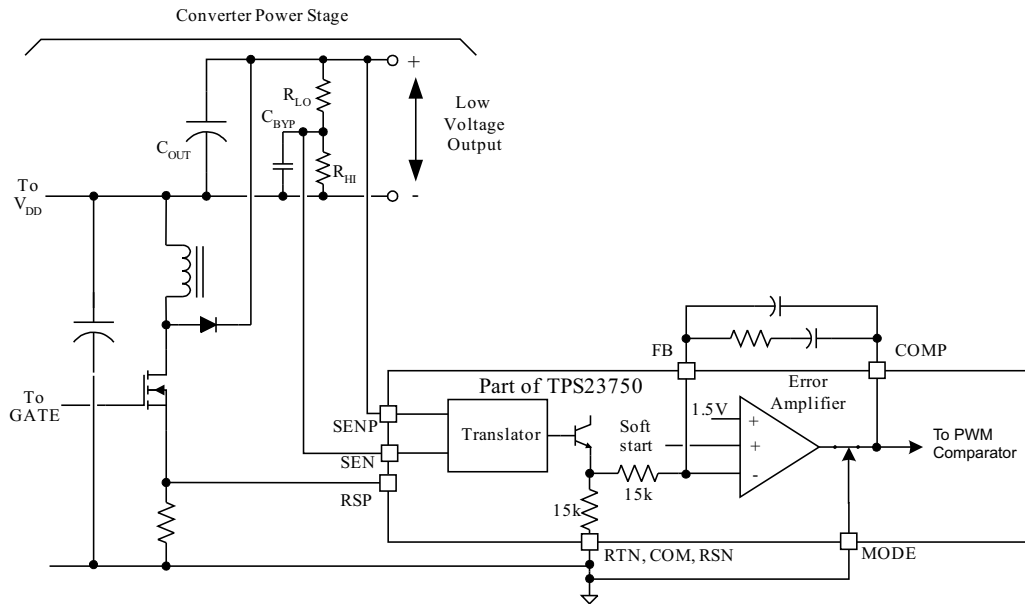 Converter Power Stage
+
R_LO
C_BYP
Low
Voltage
Output
C_OUT
R_HI
To
V_DD
-
FB
COMP
Part of TPS23750
Error
Amplifier
To
GATE
1.5V
+
SENP
Translator
Soft
start
+
To PWM
Comparator
SEN
-
15k
RSP
15k
RTN, COM, RSN
MODE